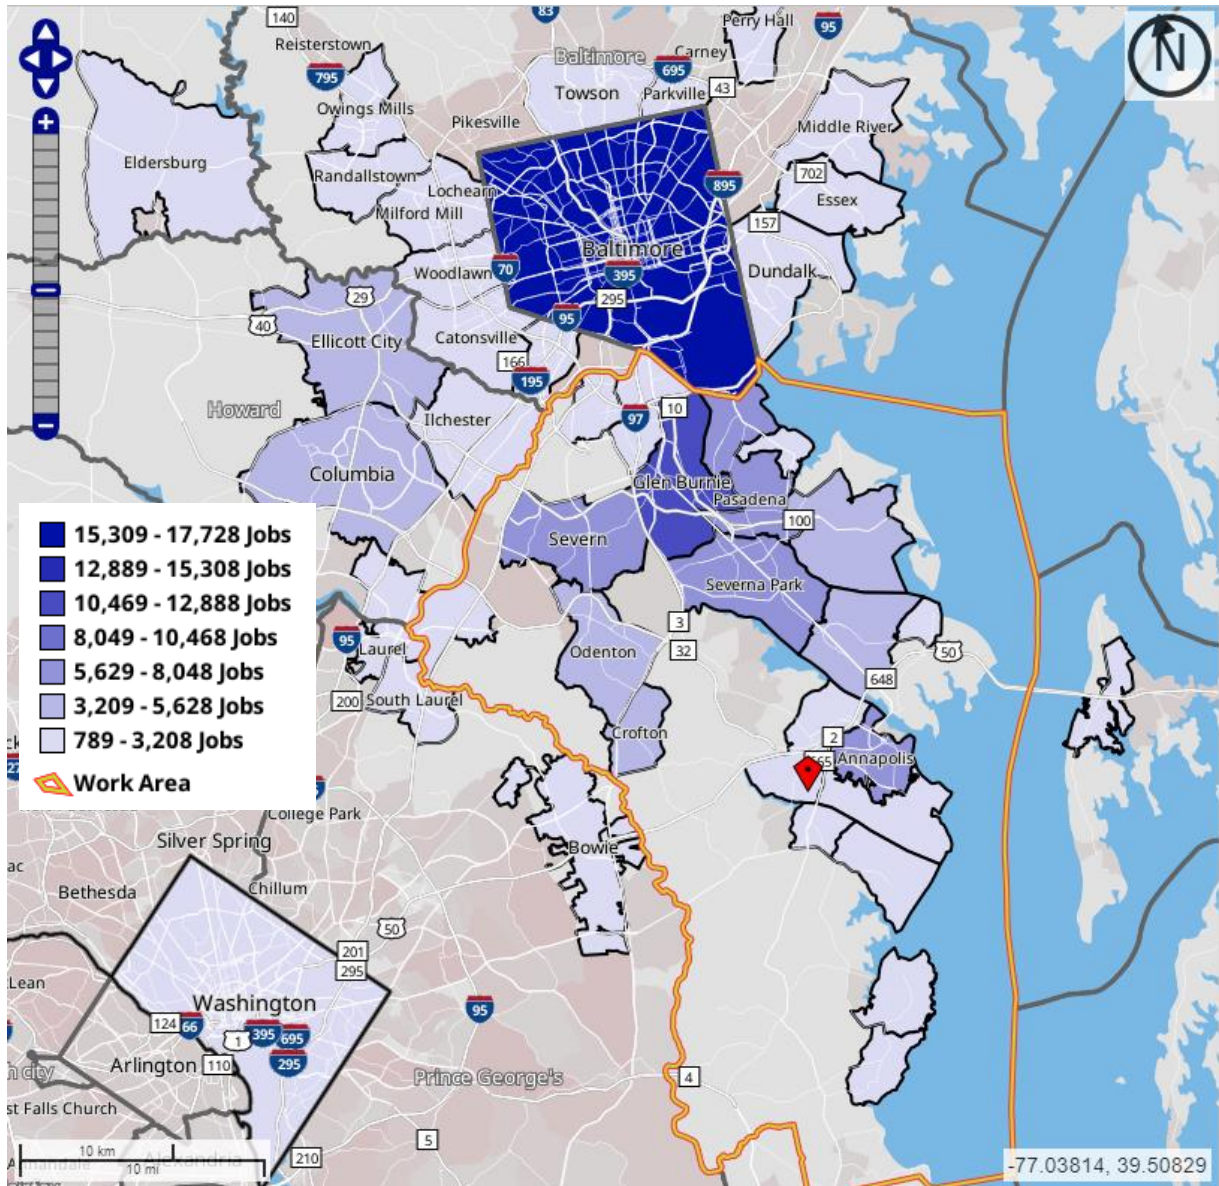 83
Perry Hall
140
95
Reisterstown
Baltimore
Carney
N
795
695
43
Towson
Parkville
Owings Mills
Pikesville
Middle River
Eldersburg
Randallstown
702
895
Lochearn
Essex
Milford Mill
157
Baltimore
Woodlawn
70
395
Dundalk
29
295
40
95
Ellicott City
Catonsville
166
195
Howard
10
97
Ilchester
Columbia
Glen Burnie
Pasadena
100
15,309 - 17,728 Jobs
12,889 - 15,308 Jobs
10,469 - 12,888 Jobs
8,049 - 10,468 Jobs
5,629 - 8,048 Jobs
3,209 - 5,628 Jobs
789 - 3,208 Jobs
Work Area
Severn
Severna Park
3
95
Laurel
Odenton
32
50
648
200
South Laurel
Crofton
2
665
Annapolis
College Park
Silver Spring
Bowie
Bethesda
Chillum
50
201
295
Washington
95
124
66
1
395
695
Arlington
110
295
Prince George's
4
st Falls Church
5
10 km
10 mi
Alexandria
210
-77.03814, 39.50829